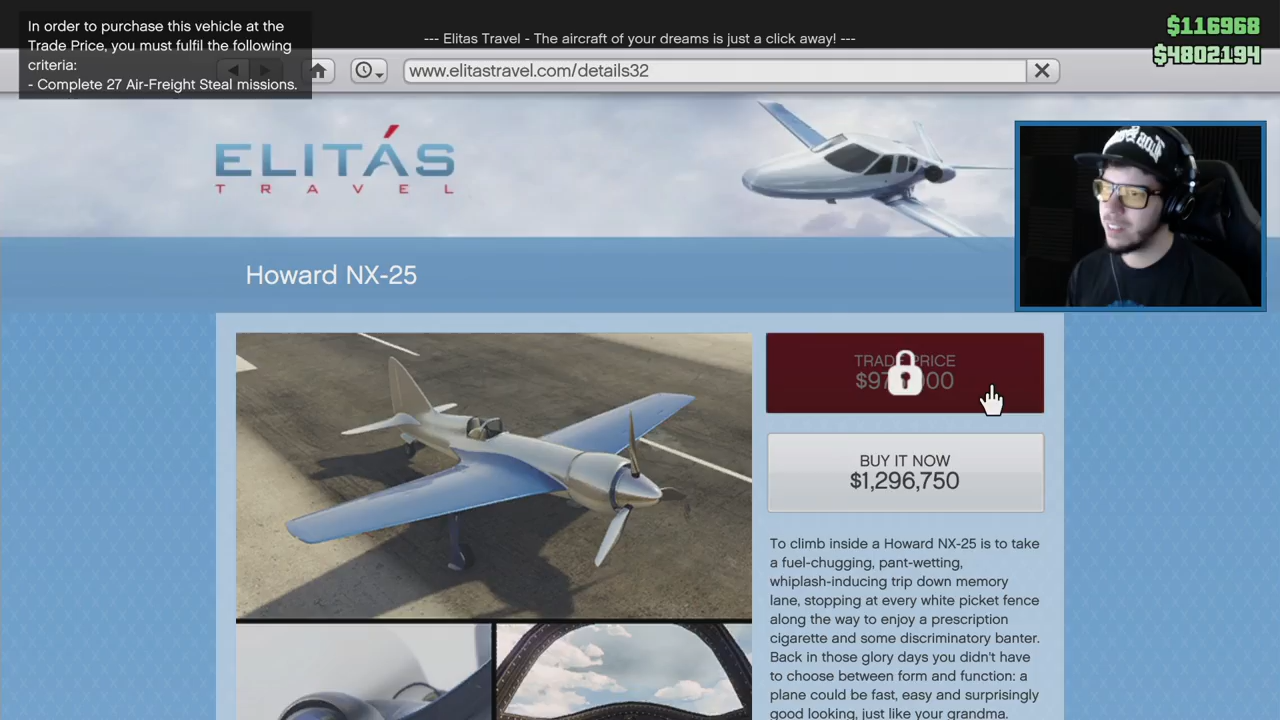 In order to purchase this vehicle at the
Trade Price, you must fulfil the following
criteria:
- Complete 27 Air-Freight Steal missions.
--- Elitas Travel - The aircraft of your dreams is just a click away! ---
$116968
$4802194
www.elitastravel.com/details32
ELITÁS
TRAVEL
Howard NX-25
TRADE PRICE
BUY IT NOW
$1,296,750
To climb inside a Howard NX-25 is to take
a fuel-chugging, pant-wetting,
whiplash-inducing trip down memory
lane, stopping at every white picket fence
along the way to enjoy a prescription
cigarette and some discriminatory banter.
Back in those glory days you didn't have
to choose between form and function: a
plane could be fast, easy and surprisingly
good looking, just like your grandma.